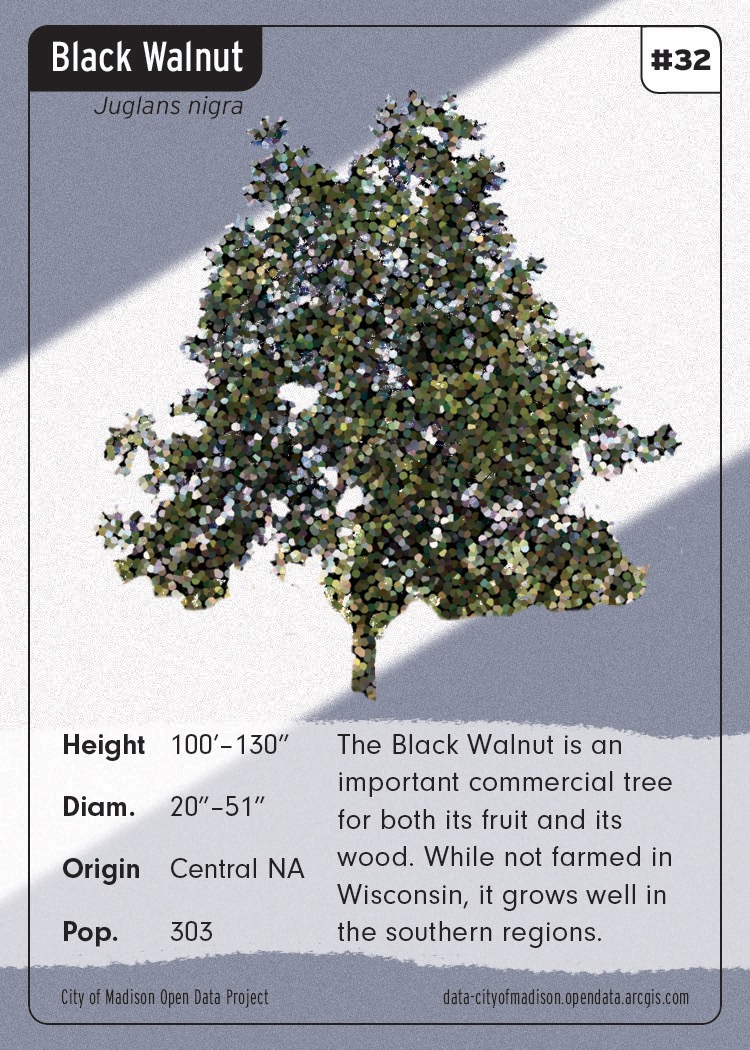 Black Walnut
#32
Juglans nigra
Height 100′–130″
Diam. 20″–51″
Origin Central NA
Pop. 303
The Black Walnut is an
important commercial tree
for both its fruit and its
wood. While not farmed in
Wisconsin, it grows well in
the southern regions.
City of Madison Open Data Project
data-cityofmadison.opendata.arcgis.com